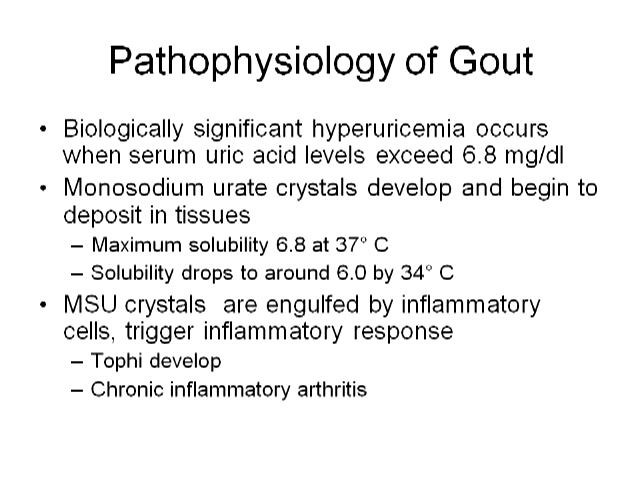 Pathophysiology of Gout
• Biologically significant hyperuricemia occurs
when serum uric acid levels exceed 6.8 mg/dl
• Monosodium urate crystals develop and begin to
deposit in tissues
– Maximum solubility 6.8 at 37° C
– Solubility drops to around 6.0 by 34° C
• MSU crystals  are engulfed by inflammatory
cells, trigger inflammatory response
– Tophi develop
– Chronic inflammatory arthritis